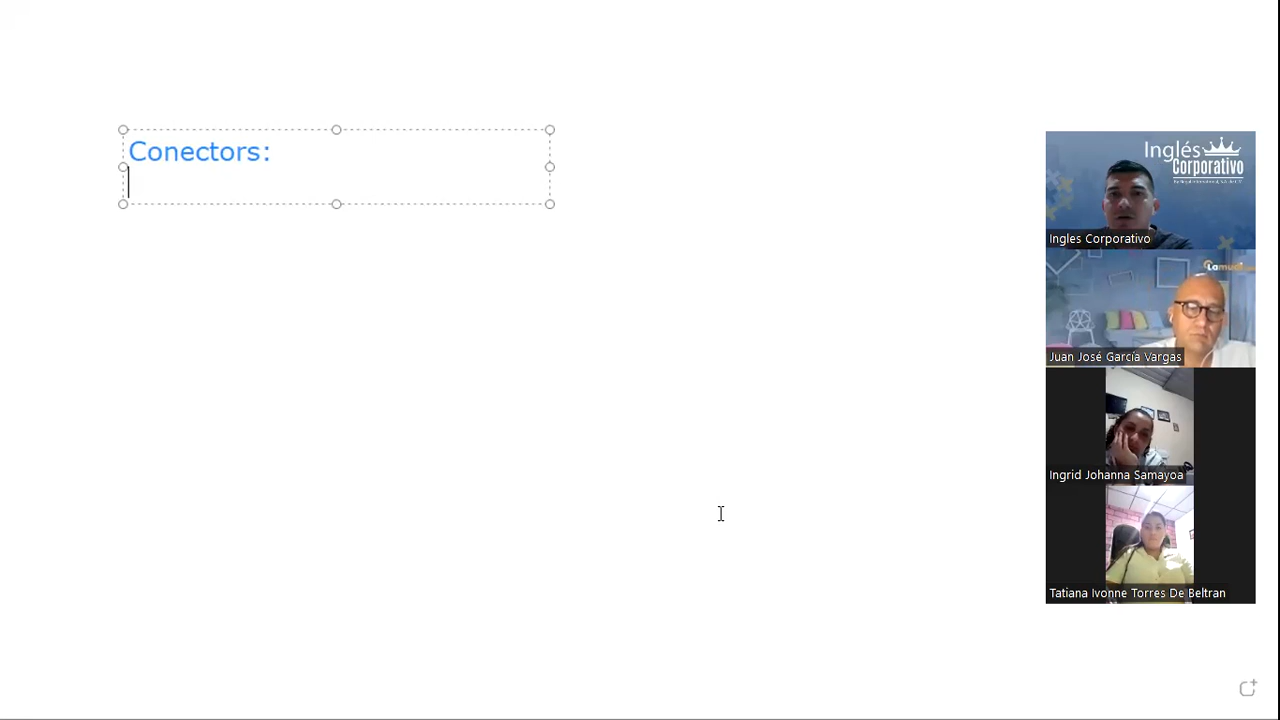 Conectors:
Inglés
Corporativo
Ingles Corporativo
Juan José García Vargas
Ingrid Johanna Samayoa
Tatiana Ivonne Torres De Beltran